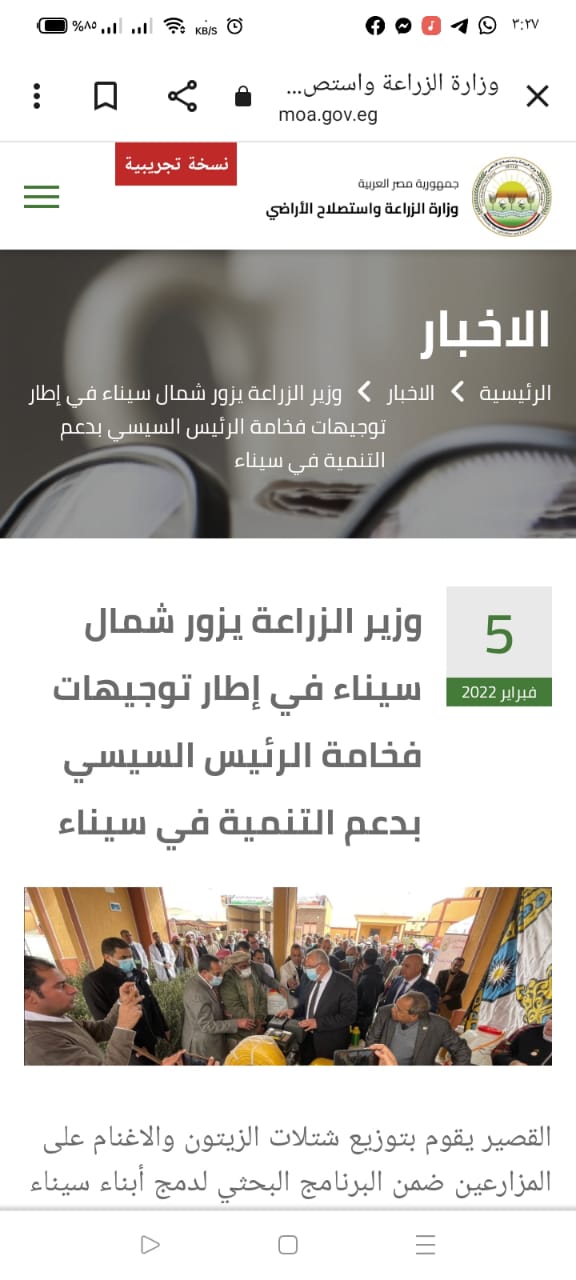 %٨٥
KB/s
٣:٢٧
وزارة الزراعة واستص...
moa.gov.eg
نسخة تجريبية
جمهورية مصر العربية
وزارة الزراعة واستصلاح الأراضي
الاخبار
الرئيسية > الاخبار > وزير الزراعة يزور شمال سيناء في إطار
توجيهات فخامة الرئيس السيسي بدعم
التنمية في سيناء
5
فبراير 2022
وزير الزراعة يزور شمال
سيناء في إطار توجيهات
فخامة الرئيس السيسي
بدعم التنمية في سيناء
القصير يقوم بتوزيع شتلات الزيتون والاغنام على
المزارعين ضمن البرنامج البحثي لدمج أبناء سيناء